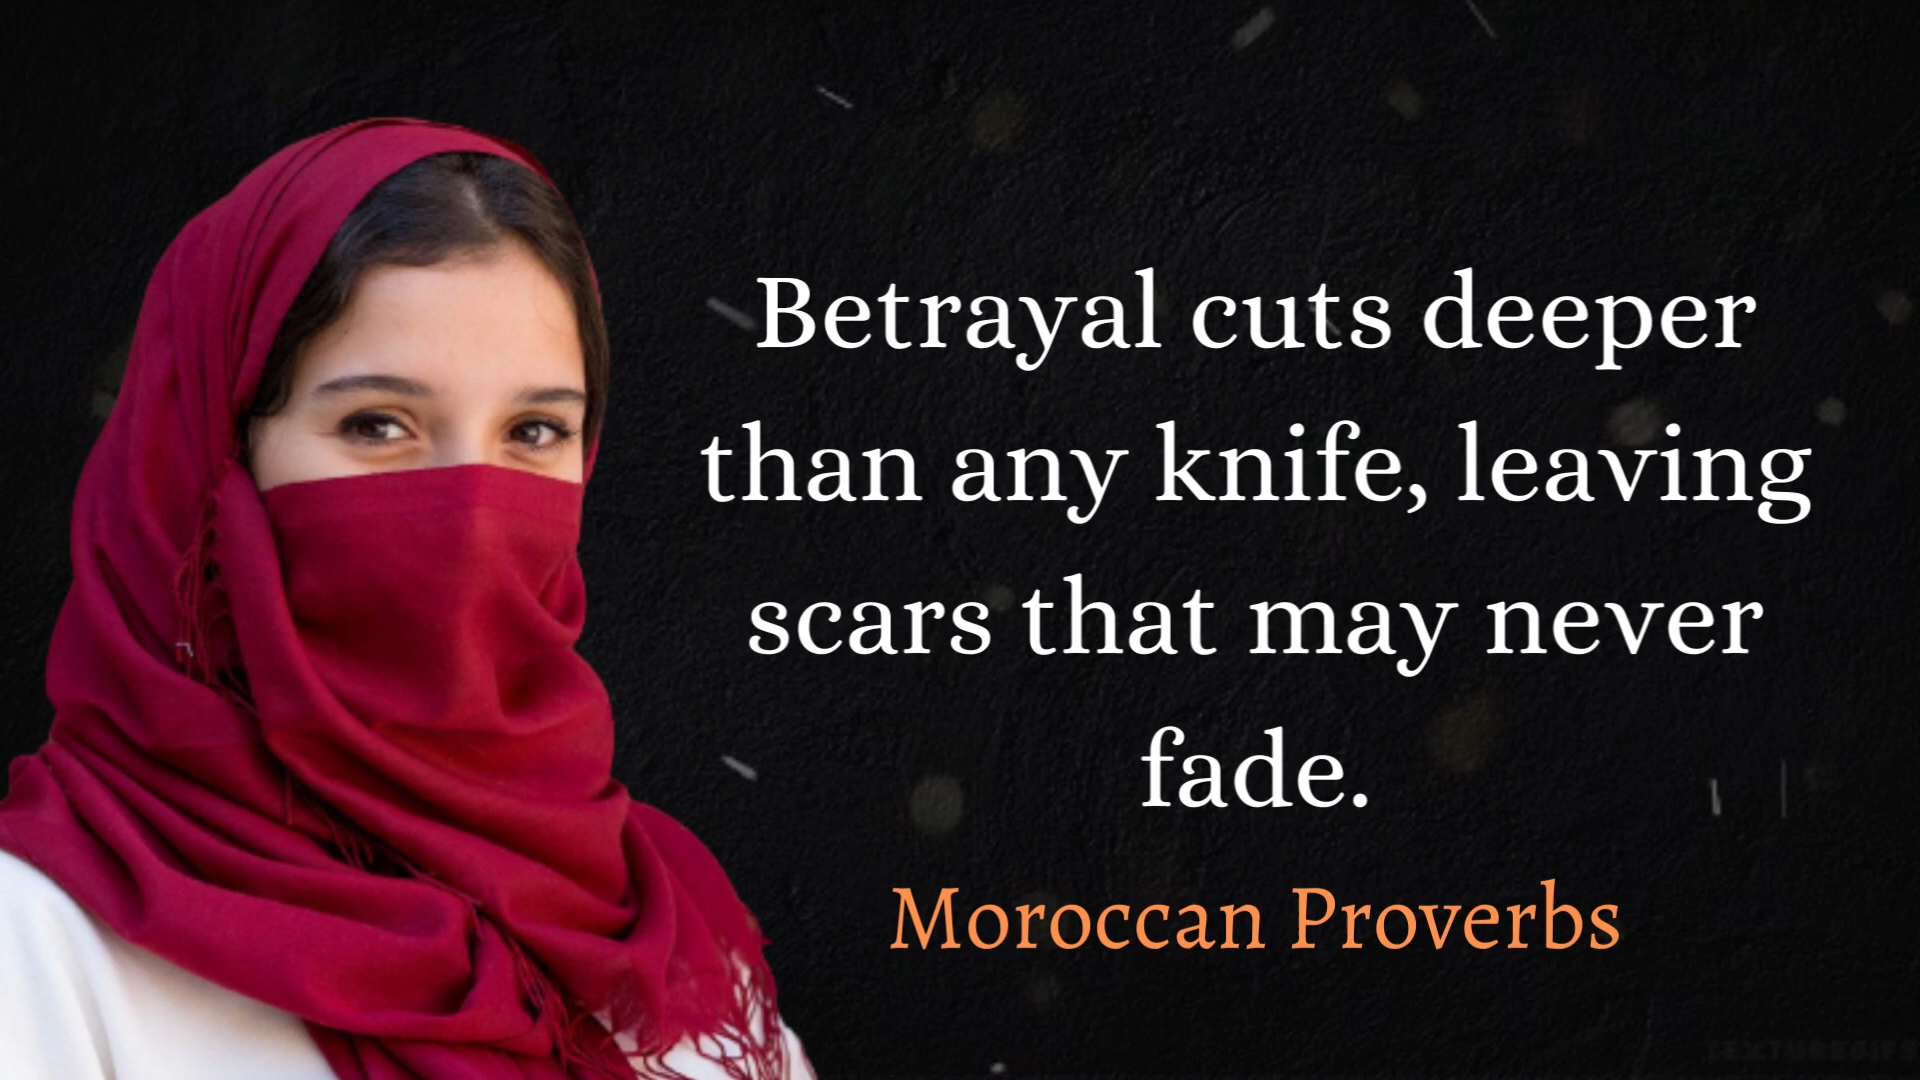 Betrayal cuts deeper
than any knife, leaving
scars that may never
fade.
Moroccan Proverbs